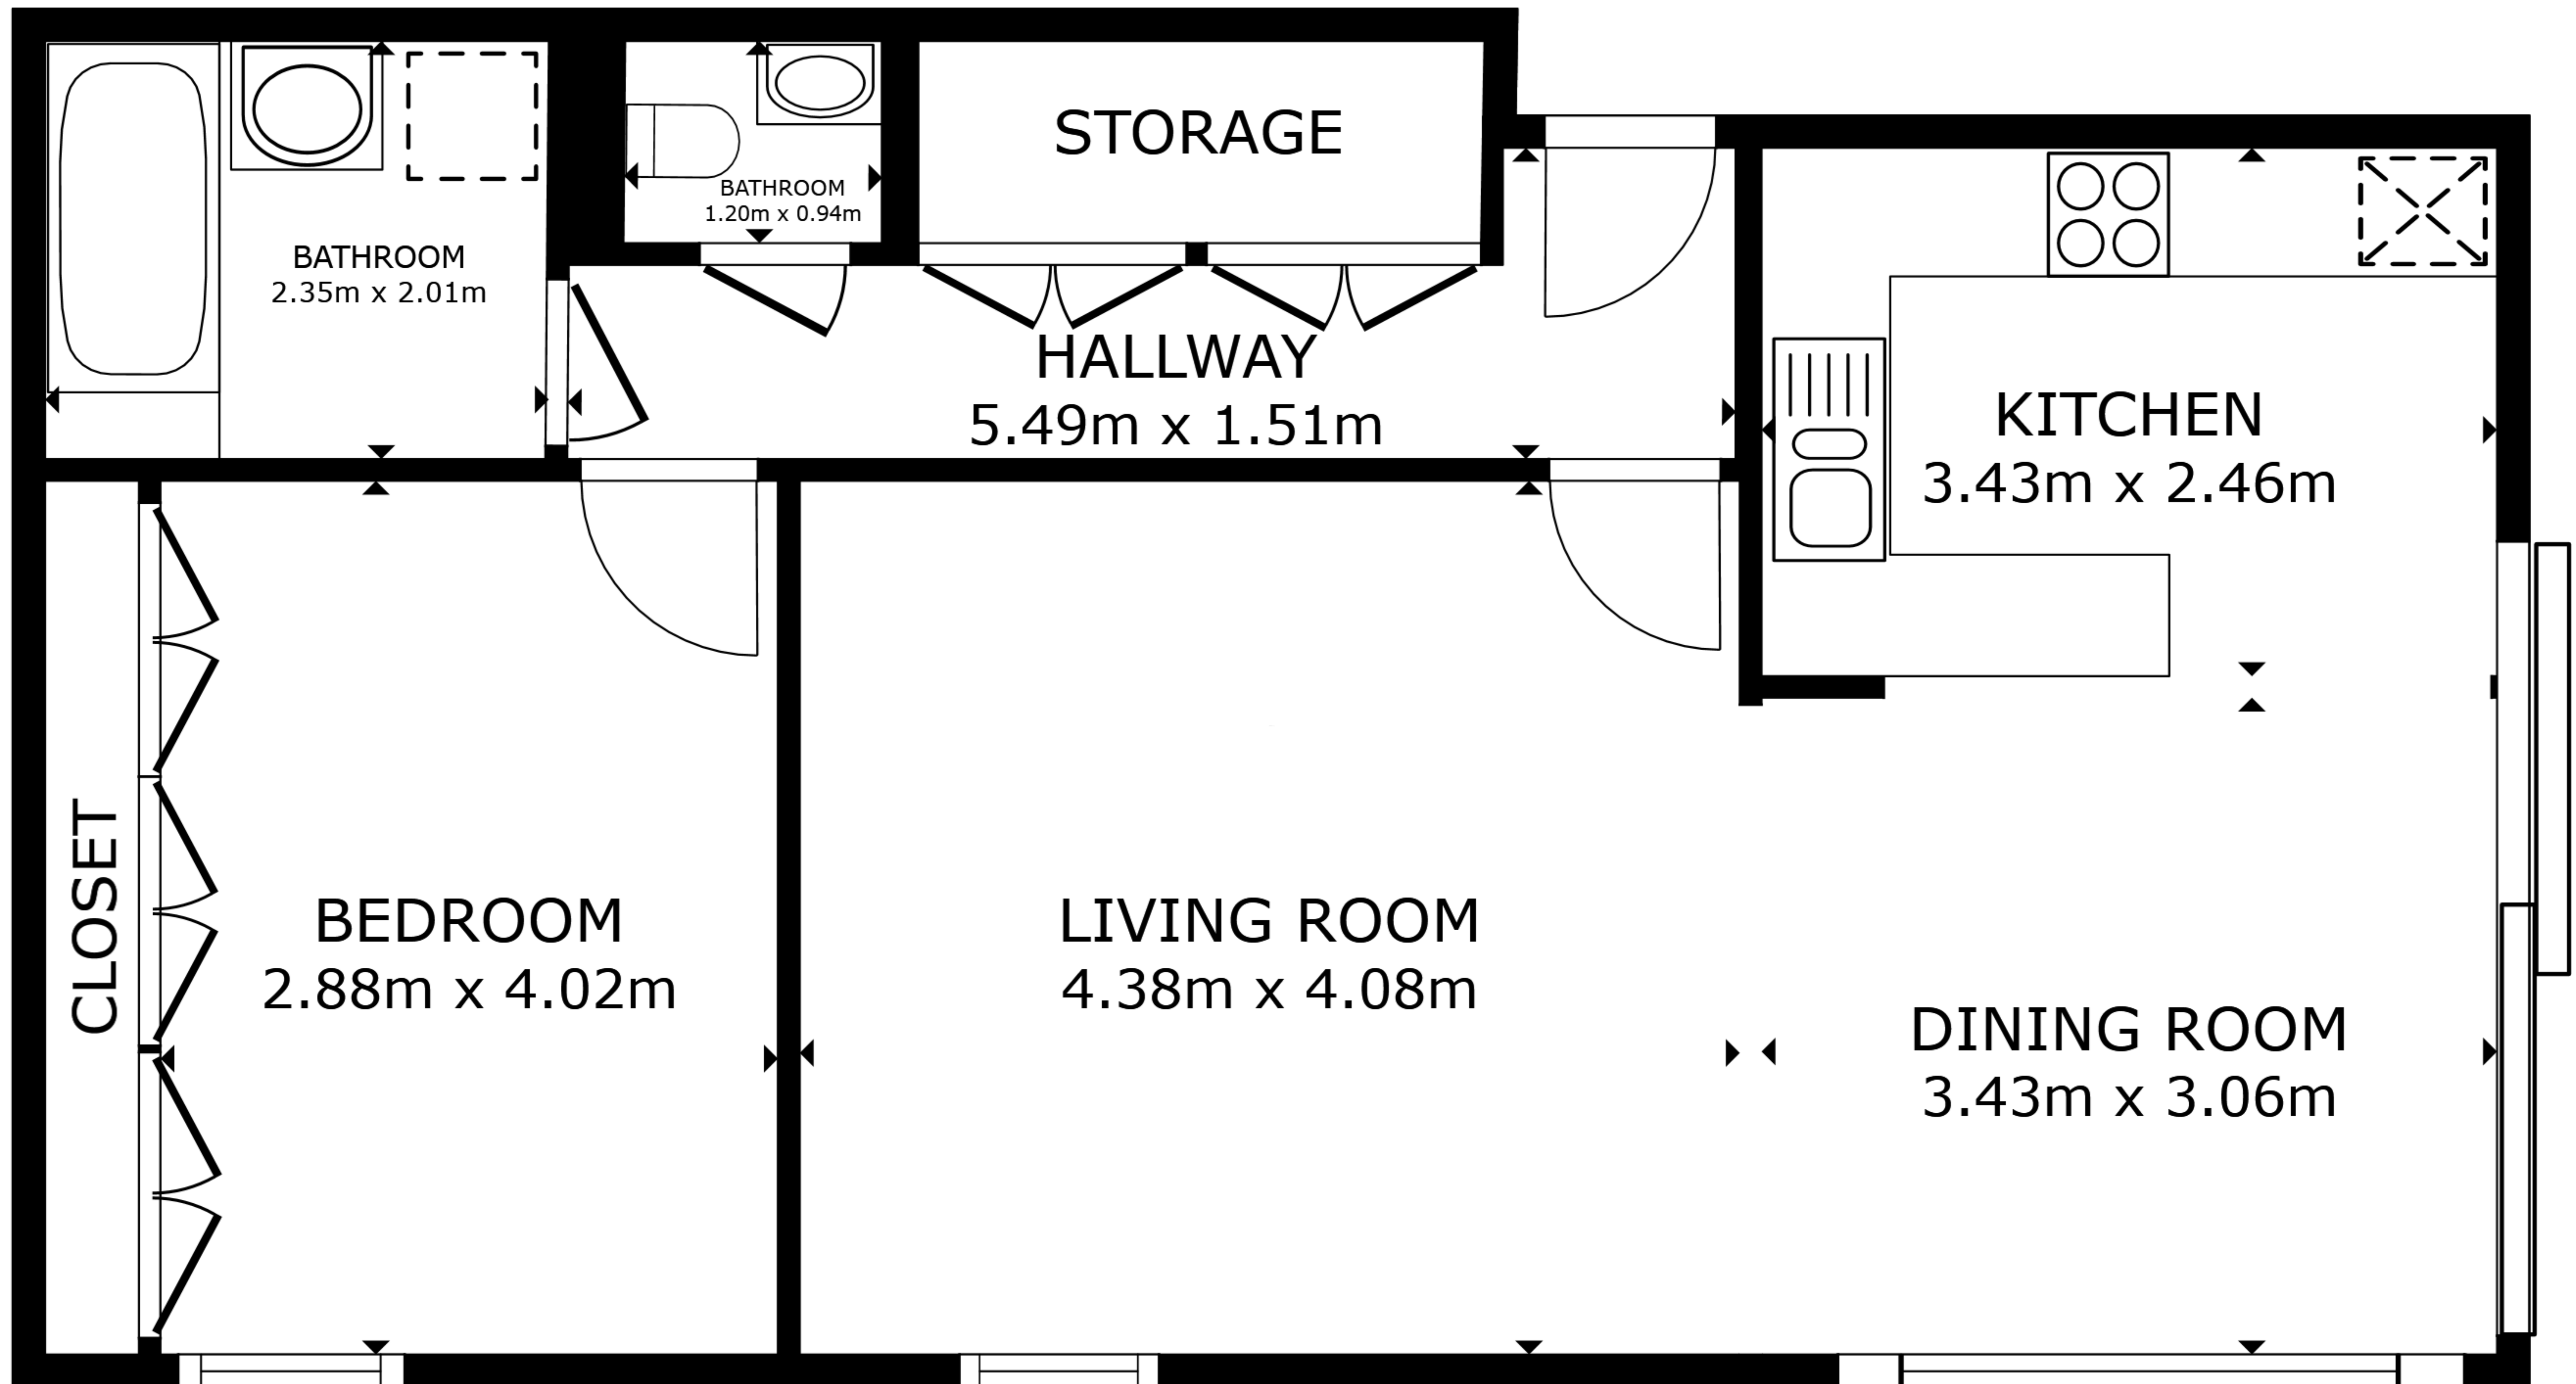 STORAGE
BATHROOM
1.20m x 0.94m
BATHROOM
2.35m x 2.01m
HALLWAY
5.49m x 1.51m
KITCHEN
3.43m x 2.46m
CLOSET
BEDROOM
2.88m x 4.02m
LIVING ROOM
4.38m x 4.08m
DINING ROOM
3.43m x 3.06m